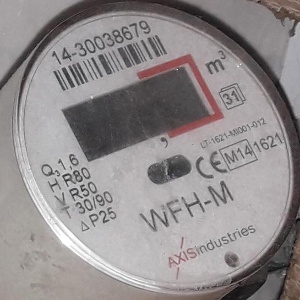 14-30038679
m³
31
LT-1621-MI001-012
CE M14 1621
Q₃ 1,6
H R80
V R50
T 30/90
Δ P25
WFH-M
AXISindustries